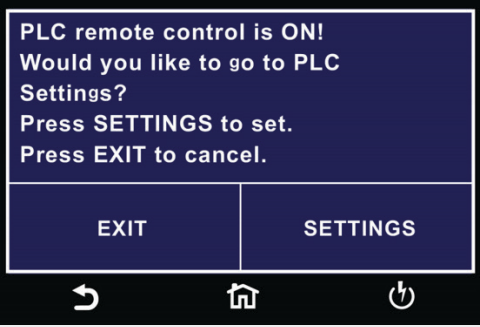 PLC remote control is ON!
Would you like to go to PLC
Settings?
Press SETTINGS to set.
Press EXIT to cancel.
EXIT
SETTINGS